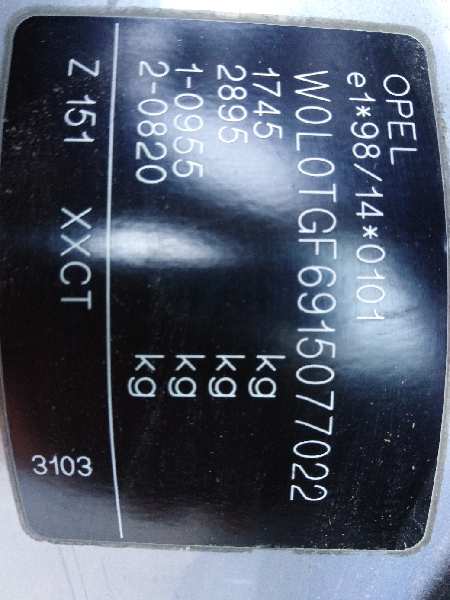 OPEL
e1*98/14*0101
W0L0TGF6915077022
1745 kg
2895 kg
1-0955 kg
2-0820 kg
Z 151 XXCT 3103